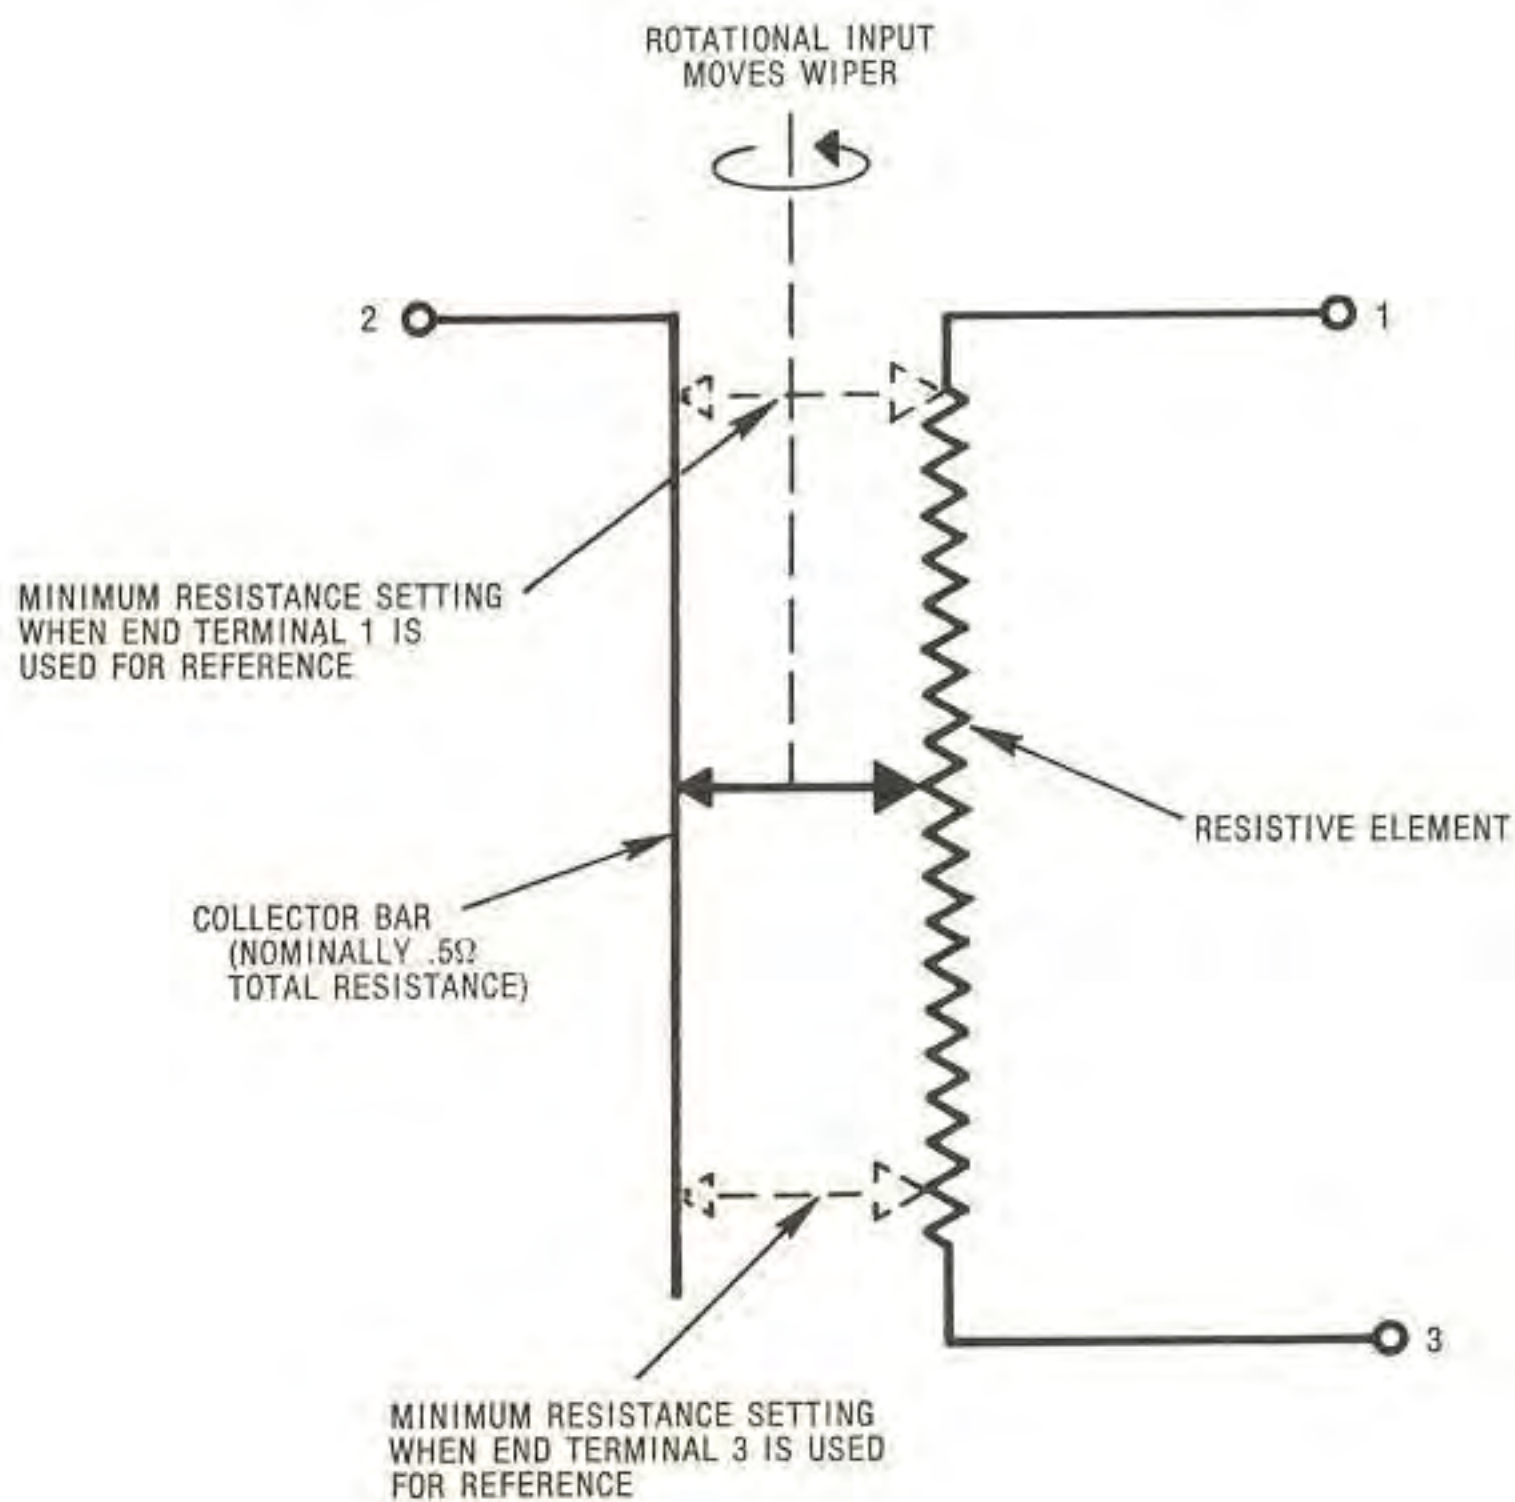 ROTATIONAL INPUT
MOVES WIPER
2
1
MINIMUM RESISTANCE SETTING
WHEN END TERMINAL 1 IS
USED FOR REFERENCE
RESISTIVE ELEMENT
COLLECTOR BAR
(NOMINALLY .5Ω
TOTAL RESISTANCE)
3
MINIMUM RESISTANCE SETTING
WHEN END TERMINAL 3 IS USED
FOR REFERENCE